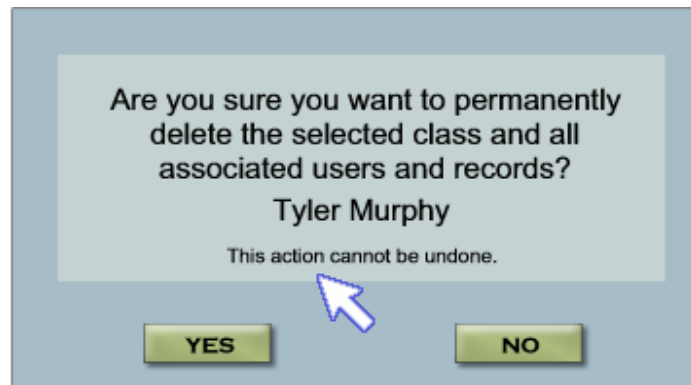 Are you sure you want to permanently
delete the selected class and all
associated users and records?
Tyler Murphy
This action cannot be undone.
YES
NO